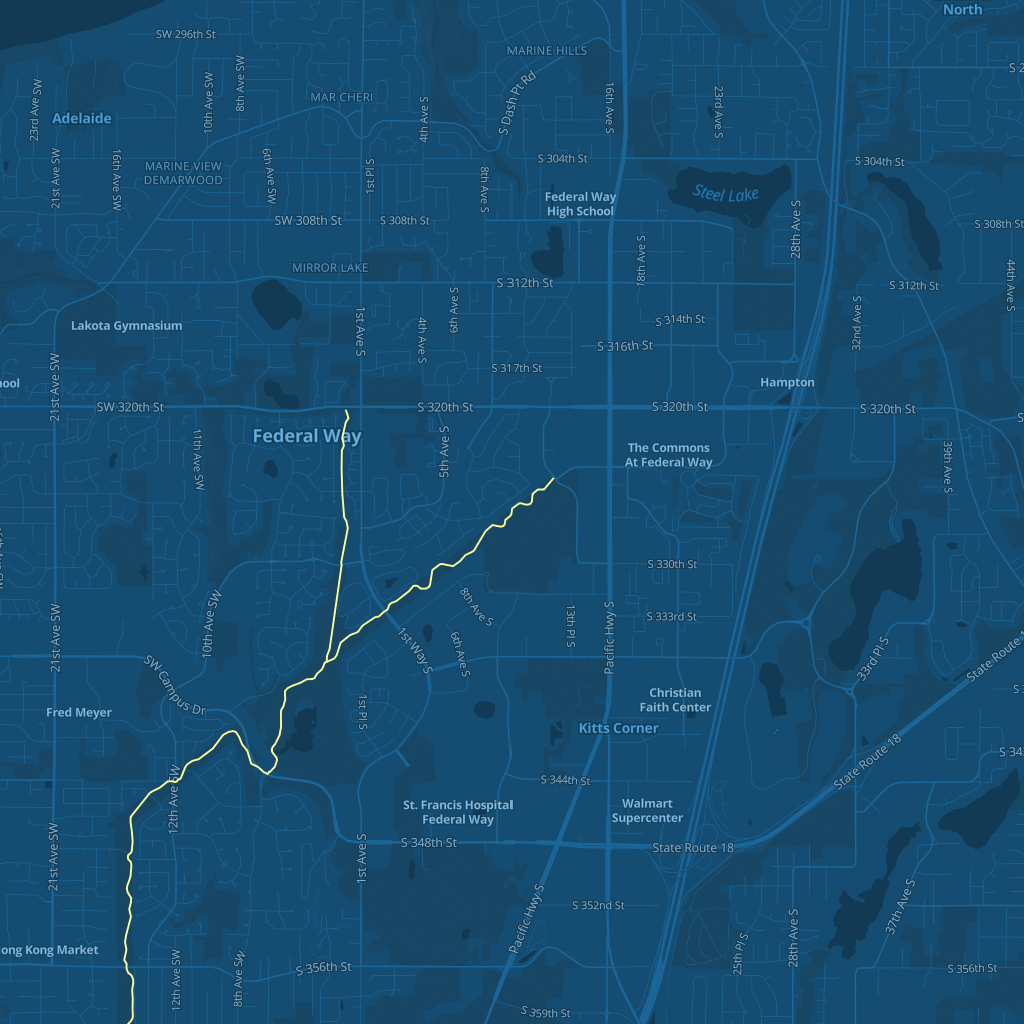 North
SW 296th St
MARINE HILLS
S 2
8th Ave SW
10th Ave SW
23rd Ave SW
S Dash Pt Rd
16th Ave S
23rd Ave S
MAR CHERI
4th Ave S
Adelaide
S 304th St
S 304th St
MARINE VIEW
DEMARWOOD
21st Ave SW
16th Ave SW
6th Ave SW
1st Pl S
8th Ave S
Steel Lake
Federal Way
High School
SW 308th St
S 308th St
28th Ave S
S 308th St
MIRROR LAKE
18th Ave S
S 312th St
S 312th St
44th Ave S
6th Ave S
Lakota Gymnasium
1st Ave S
4th Ave S
S 314th St
32nd Ave S
S 316th St
S 317th St
hool
21st Ave SW
Hampton
SW 320th St
S 320th St
S 320th St
S 320th St
S
Federal Way
11th Ave SW
5th Ave S
The Commons
At Federal Way
39th Ave S
S 330th St
10th Ave SW
8th Ave S
13th Pl S
S 333rd St
21st Ave SW
1st Way S
6th Ave S
Pacific Hwy S
33rd Pl S
State Route
SW Campus Dr
S 3
Fred Meyer
1st Pl S
Christian
Faith Center
Kitts Corner
State Route 18
S 342
12th Ave SW
S 344th St
St. Francis Hospital
Federal Way
Walmart
Supercenter
21st Ave SW
1st Ave S
S 348th St
State Route 18
S 352nd St
Pacific Hwy S
37th Ave S
28th Ave S
25th Pl S
ong Kong Market
12th Ave SW
8th Ave SW
S 356th St
S 356th St
S 359th St